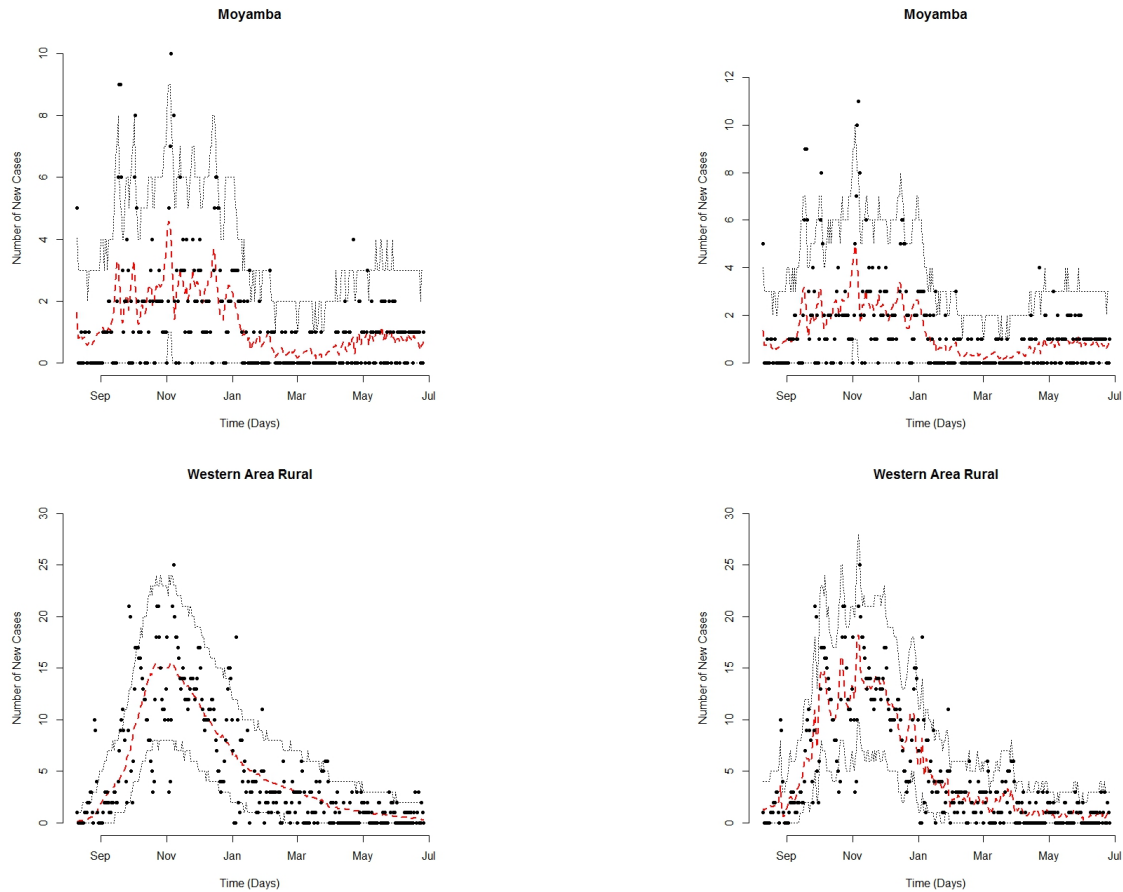 Moyamba
Number of New Cases
10
8
6
4
2
0
Sep Nov Jan Mar May Jul
Time (Days)
Moyamba
Number of New Cases
12
10
8
6
4
2
0
Sep Nov Jan Mar May Jul
Time (Days)
Western Area Rural
Number of New Cases
30
25
20
15
10
5
0
Sep Nov Jan Mar May Jul
Time (Days)
Western Area Rural
Number of New Cases
30
25
20
15
10
5
0
Sep Nov Jan Mar May Jul
Time (Days)